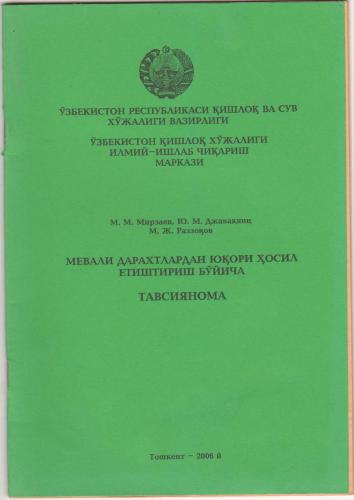 ЎЗБЕКИСТОН РЕСПУБЛИКАСИ ҚИШЛОҚ ВА СУВ
ХЎЖАЛИГИ ВАЗИРЛИГИ
ЎЗБЕКИСТОН ҚИШЛОҚ ХЎЖАЛИГИ
ИЛМИЙ-ИШЛАБ ЧИҚАРИШ
МАРКАЗИ
М. М. Мирзаев, Ю. М. Джавакянц
М. Ж. Раззоқов
МЕВАЛИ ДАРАХТЛАРДАН ЮҚОРИ ҲОСИЛ
ЕТИШТИРИШ БЎЙИЧА
ТАВСИЯНОМА
Тошкент - 2006 й